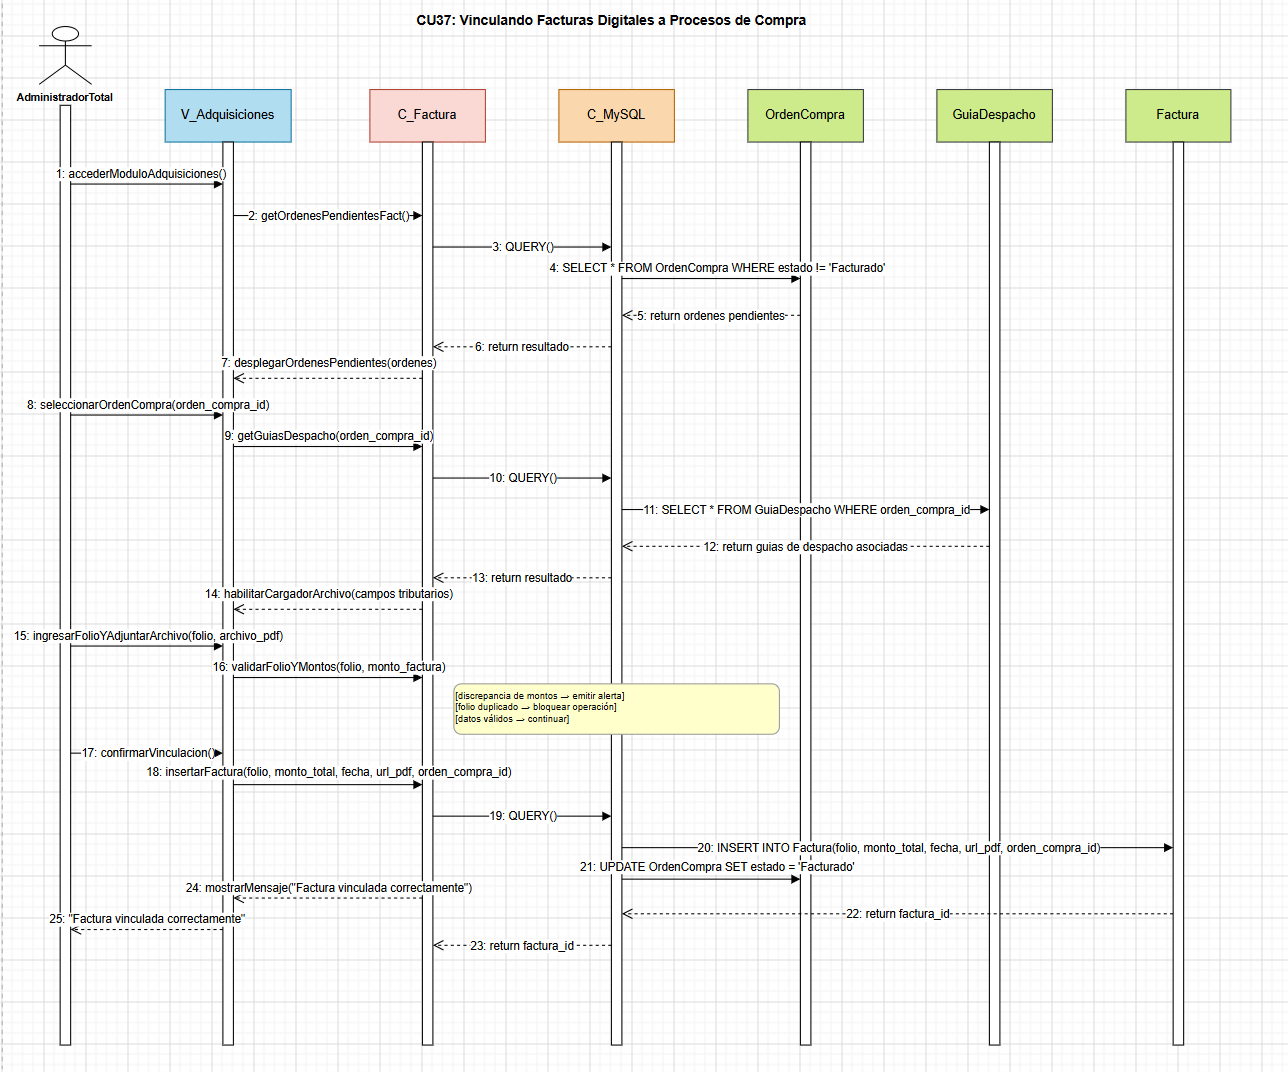 CU37: Vinculando Facturas Digitales a Procesos de Compra
AdministradorTotal
V_Adquisiciones
C_Factura
C_MySQL
OrdenCompra
GuiaDespacho
Factura
1: accederModuloAdquisiciones()
2: getOrdenesPendientesFact()
3: QUERY()
4: SELECT * FROM OrdenCompra WHERE estado != 'Facturado'
5: return ordenes pendientes
6: return resultado
7: desplegarOrdenesPendientes(ordenes)
8: seleccionarOrdenCompra(orden_compra_id)
9: getGuiasDespacho(orden_compra_id)
10: QUERY()
11: SELECT * FROM GuiaDespacho WHERE orden_compra_id
12: return guias de despacho asociadas
13: return resultado
14: habilitarCargadorArchivo(campos tributarios)
15: ingresarFolioYAdjuntarArchivo(folio, archivo_pdf)
16: validarFolioYMontos(folio, monto_factura)
[discrepancia de montos → emitir alerta]
[folio duplicado → bloquear operación]
[datos válidos → continuar]
17: confirmarVinculacion()
18: insertarFactura(folio, monto_total, fecha, url_pdf, orden_compra_id)
19: QUERY()
20: INSERT INTO Factura(folio, monto_total, fecha, url_pdf, orden_compra_id)
21: UPDATE OrdenCompra SET estado = 'Facturado'
24: mostrarMensaje("Factura vinculada correctamente")
22: return factura_id
25: "Factura vinculada correctamente"
23: return factura_id